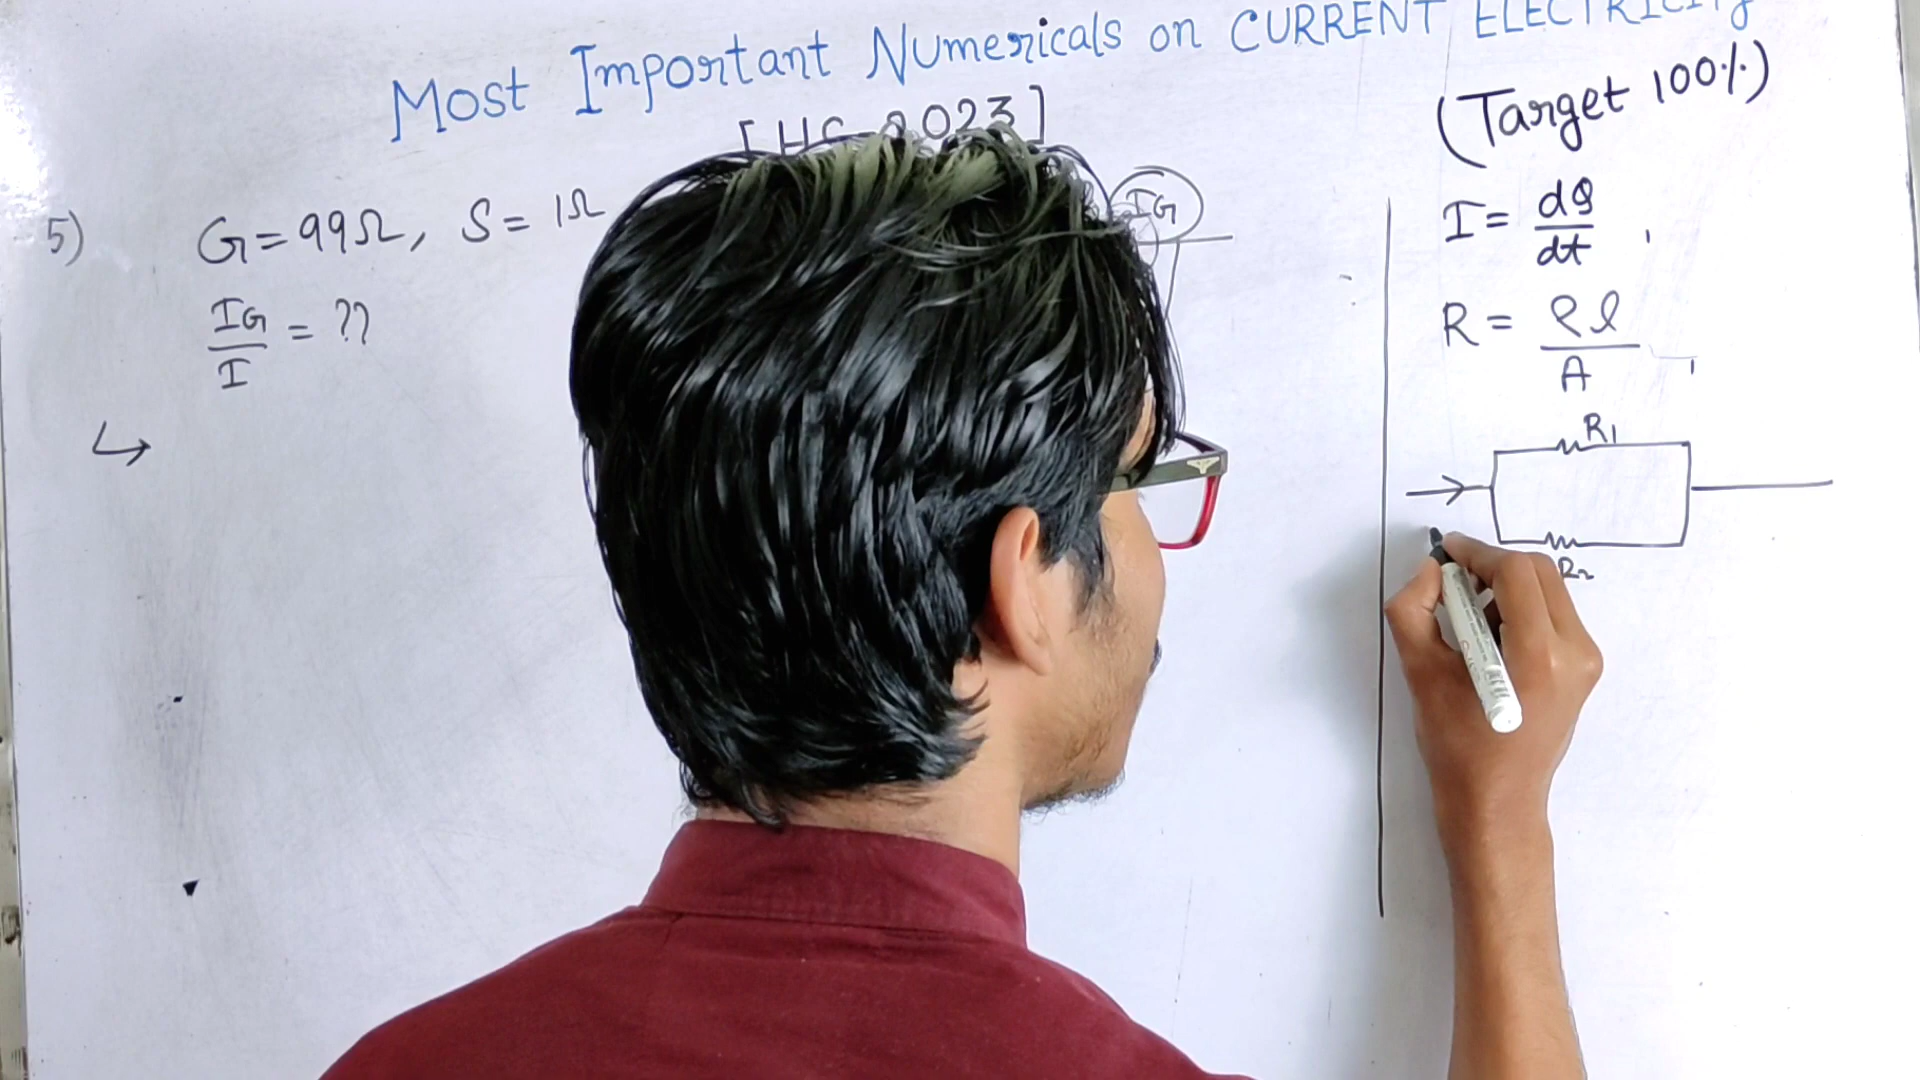 Most Important Numericals on CURRENT ELECTRICITY
2023]
(Target 100%)
5) G = 99Ω, S = 1Ω
IG
IG/I = ??
↳
I = dQ/dt ,
R = ρl/A ,
R1
R2